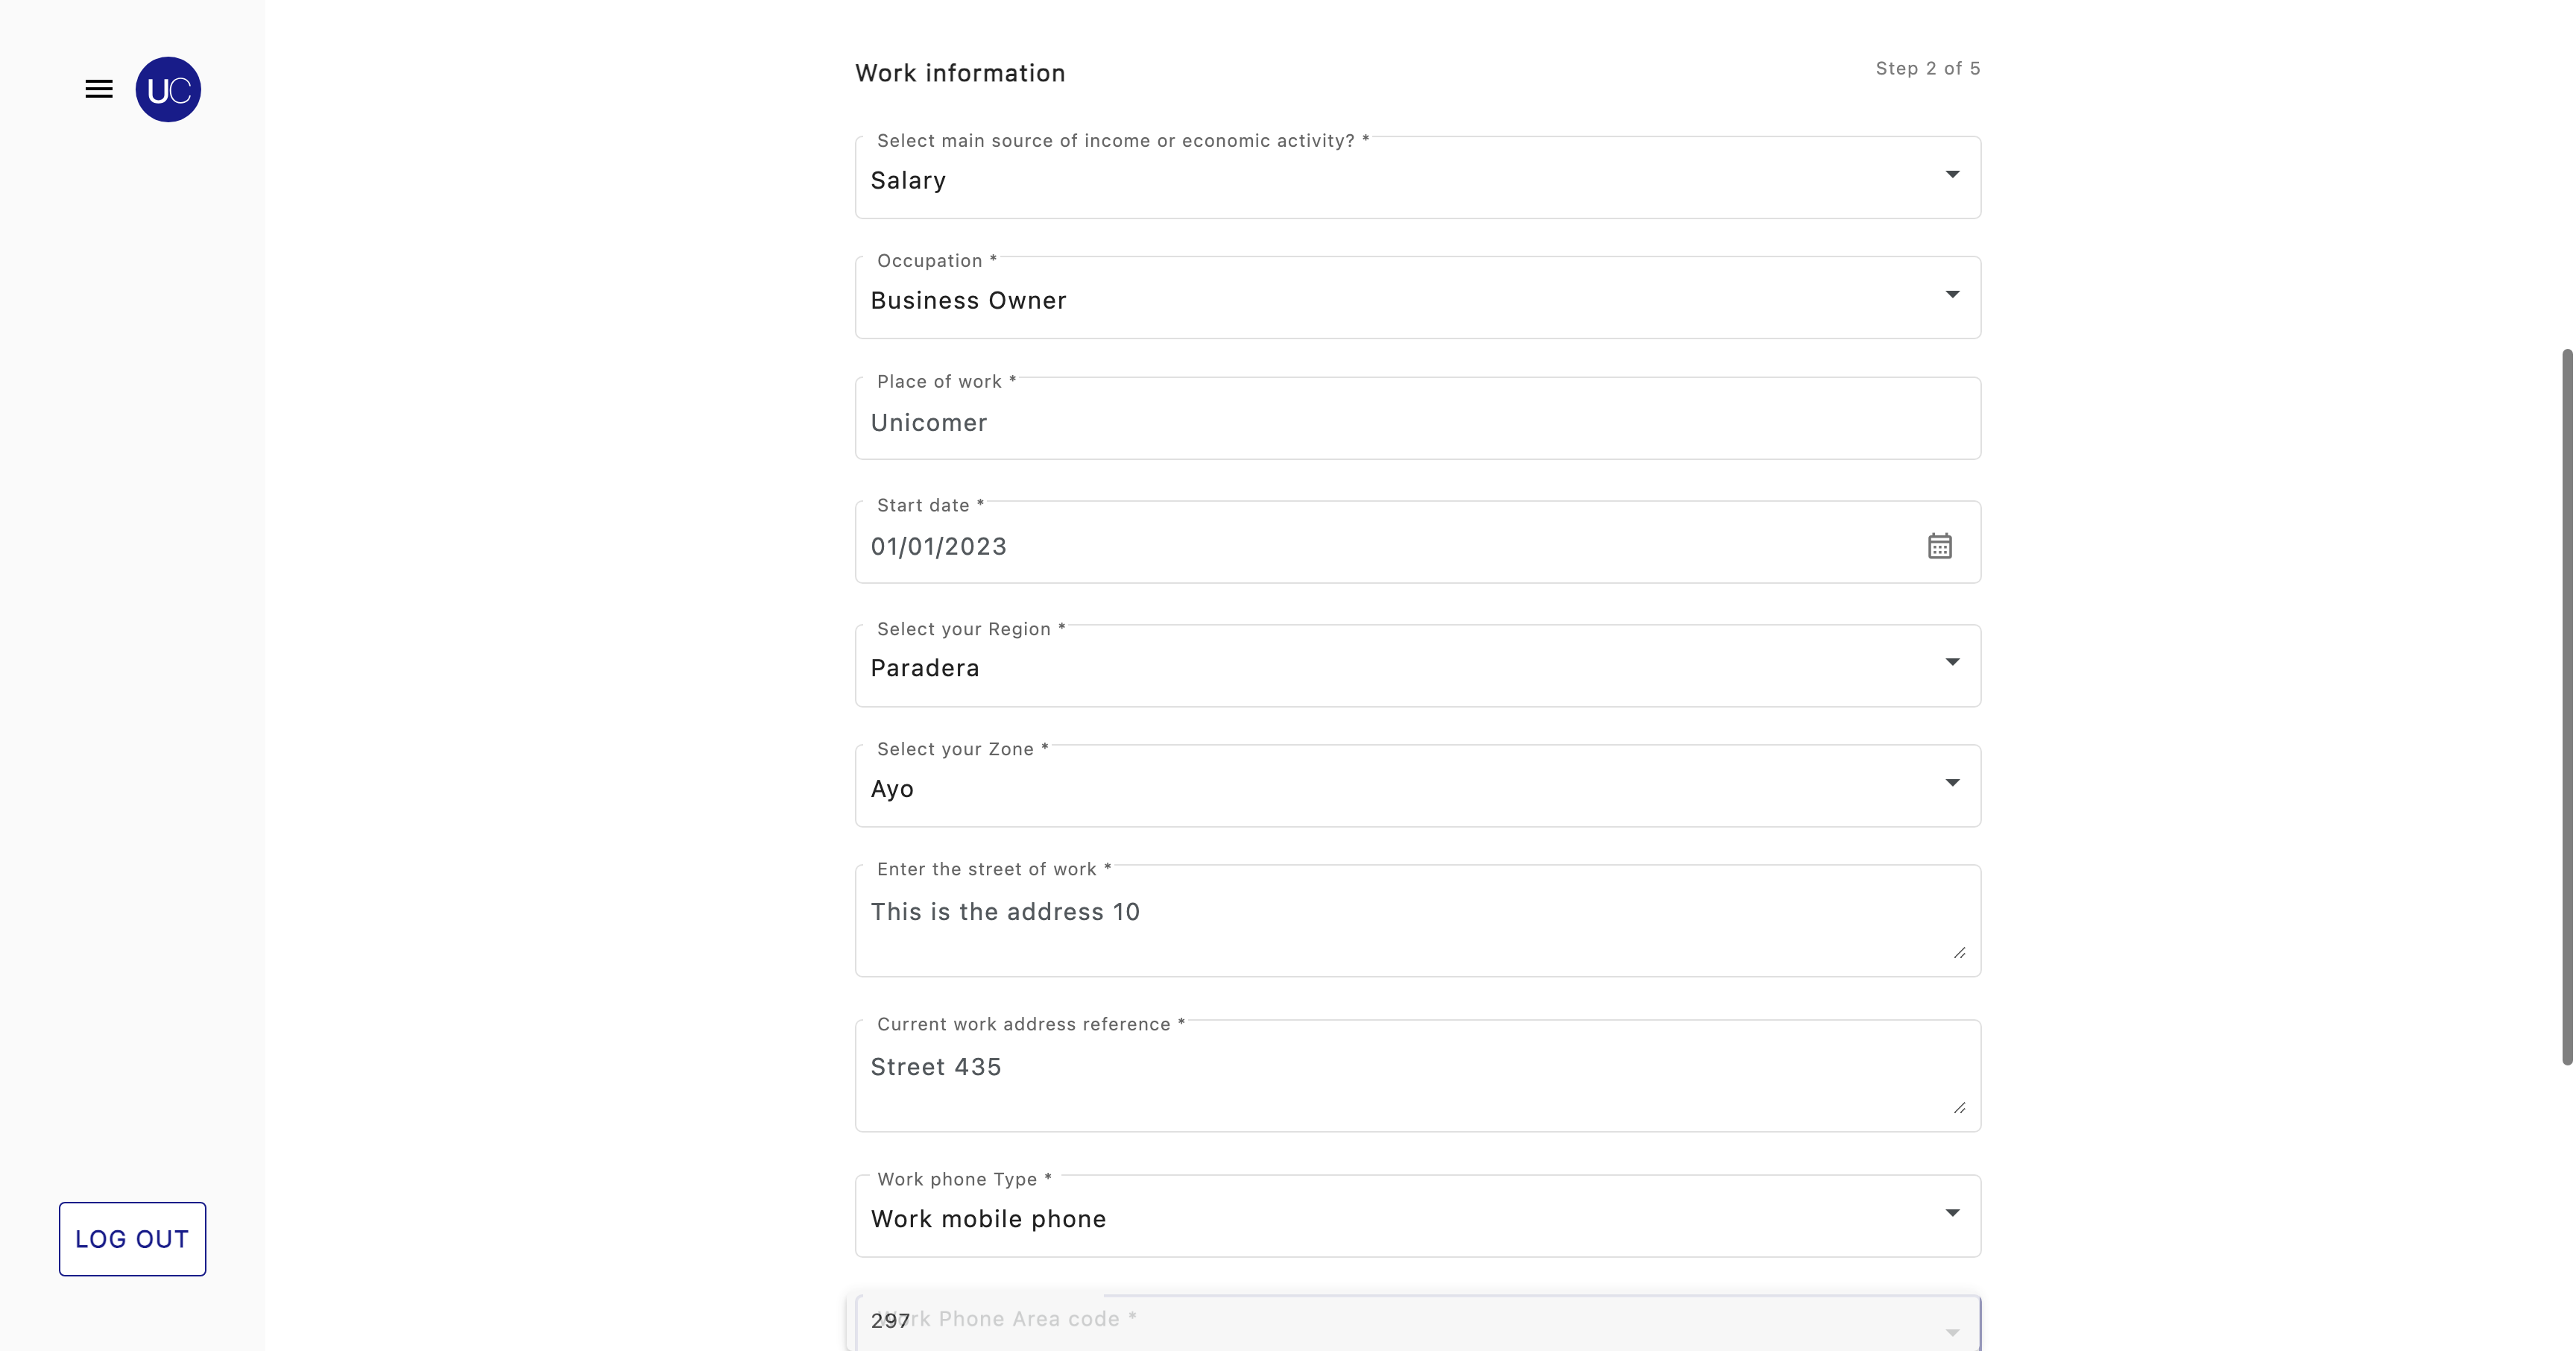 UC
Work information
Step 2 of 5
Select main source of income or economic activity? *
Salary
Occupation *
Business Owner
Place of work *
Unicomer
Start date *
01/01/2023
Select your Region *
Paradera
Select your Zone *
Ayo
Enter the street of work *
This is the address 10
Current work address reference *
Street 435
Work phone Type *
Work mobile phone
Work Phone Area code *
297
LOG OUT